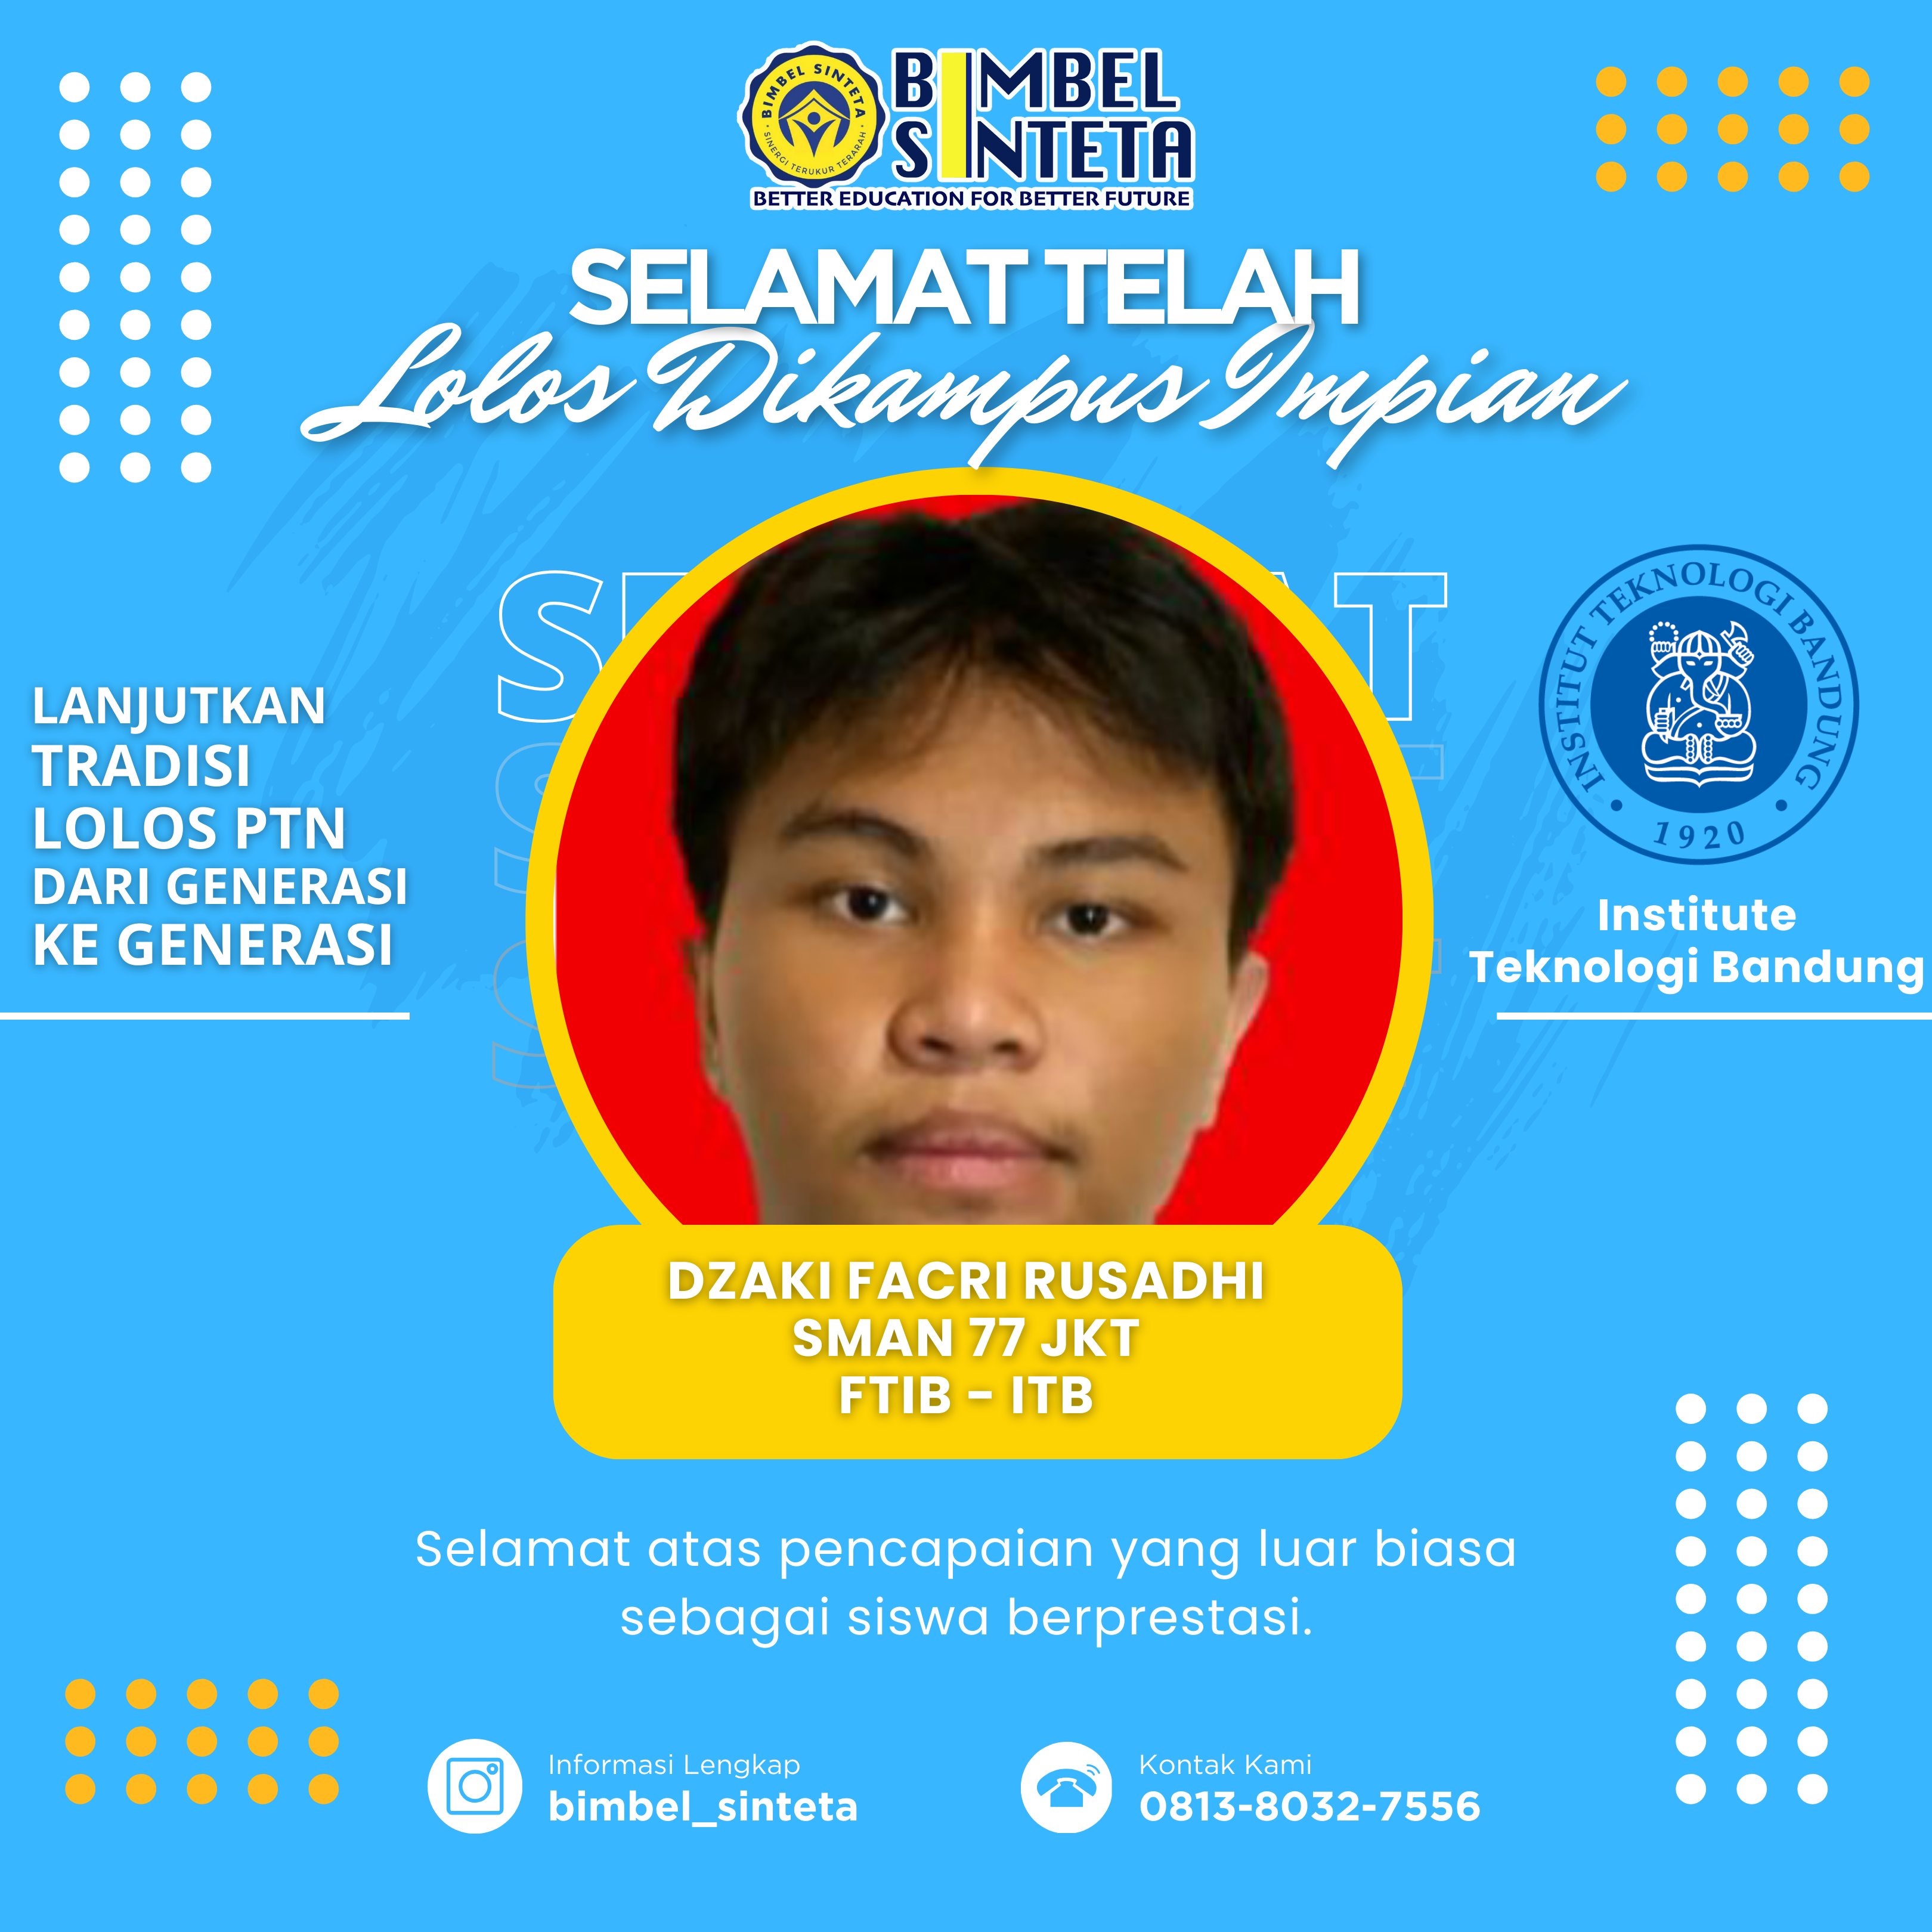 BIMBEL SINTETA
SINERGI TERUKUR TERARAH
BIMBEL
SINTETA
BETTER EDUCATION FOR BETTER FUTURE
SELAMAT TELAH
Lolos Dikampus Impian
LANJUTKAN
TRADISI
LOLOS PTN
DARI GENERASI
KE GENERASI
INSTITUT TEKNOLOGI BANDUNG
1920
Institute
Teknologi Bandung
DZAKI FACRI RUSADHI
SMAN 77 JKT
FTIB - ITB
Selamat atas pencapaian yang luar biasa
sebagai siswa berprestasi.
Informasi Lengkap
bimbel_sinteta
Kontak Kami
0813-8032-7556